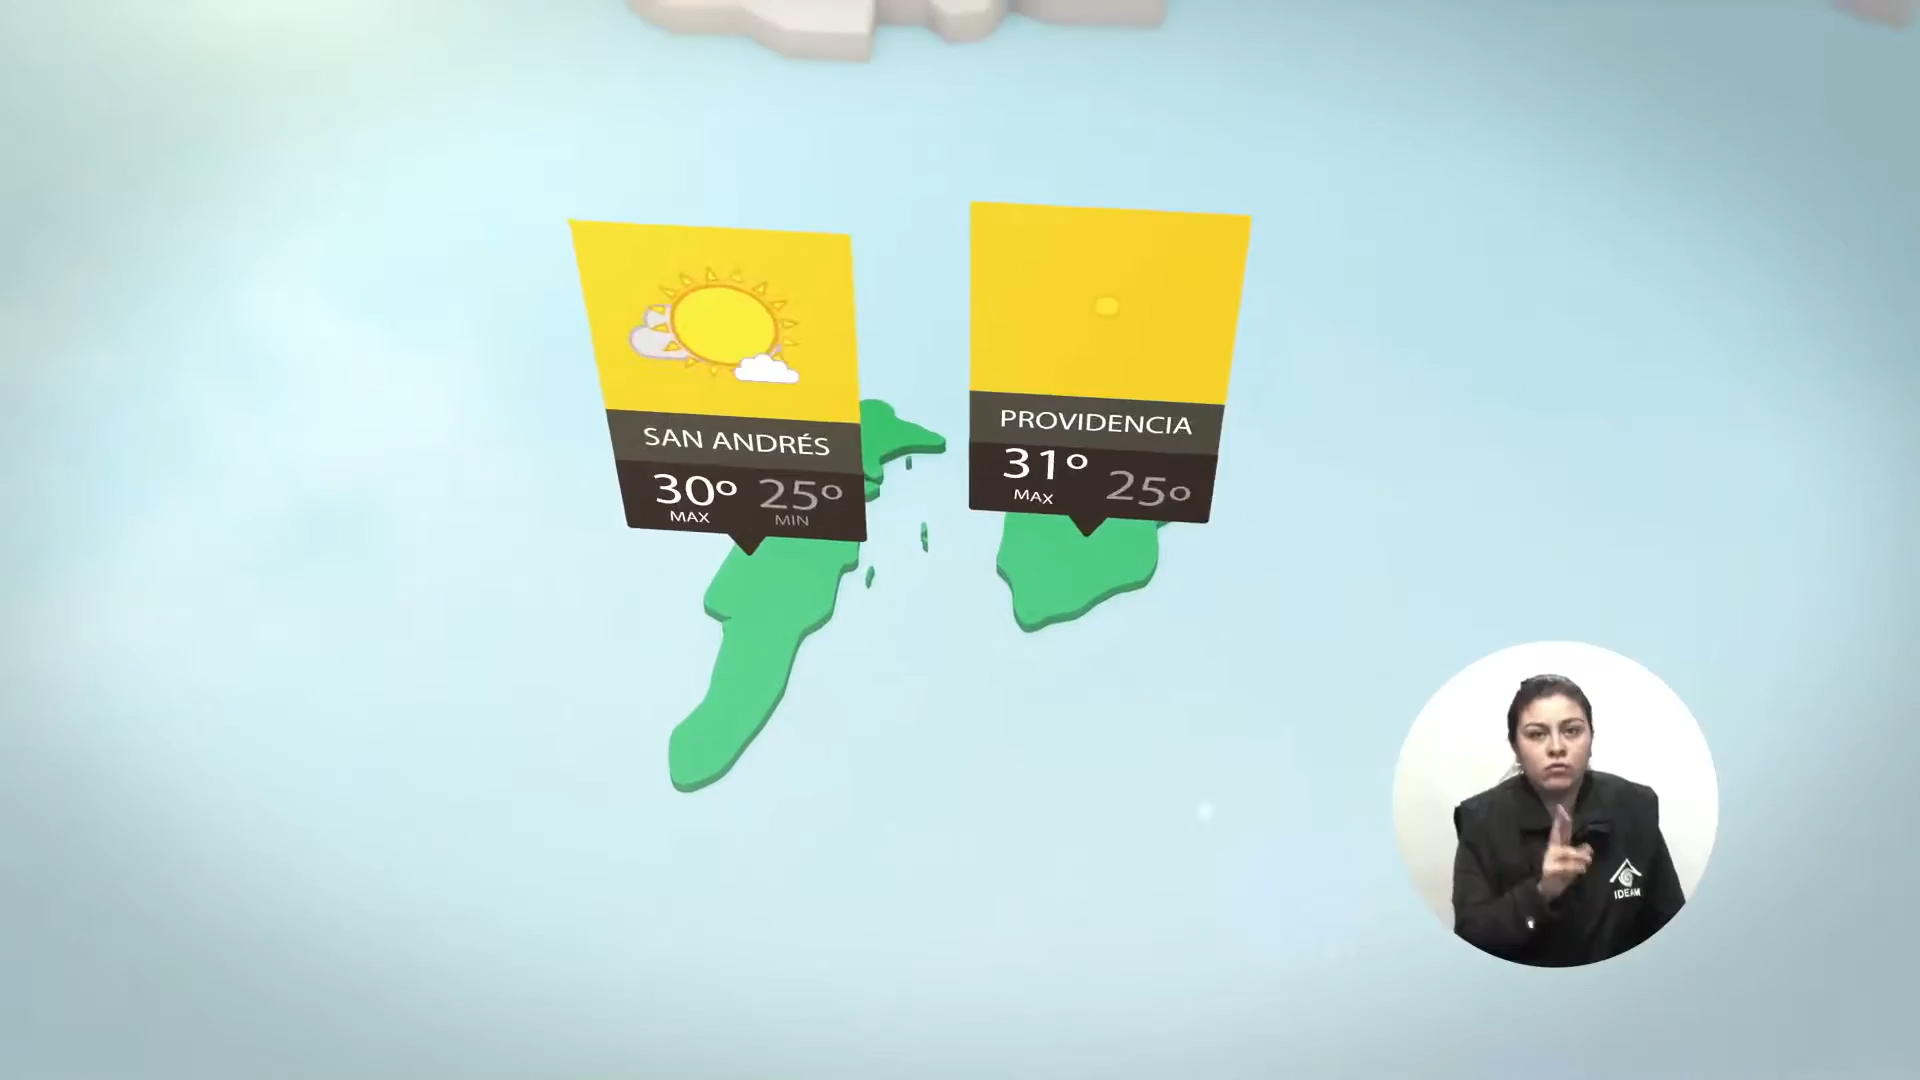 SAN ANDRÉS
30º 25º
MAX MIN
PROVIDENCIA
31º 25º
MAX
IDEAM